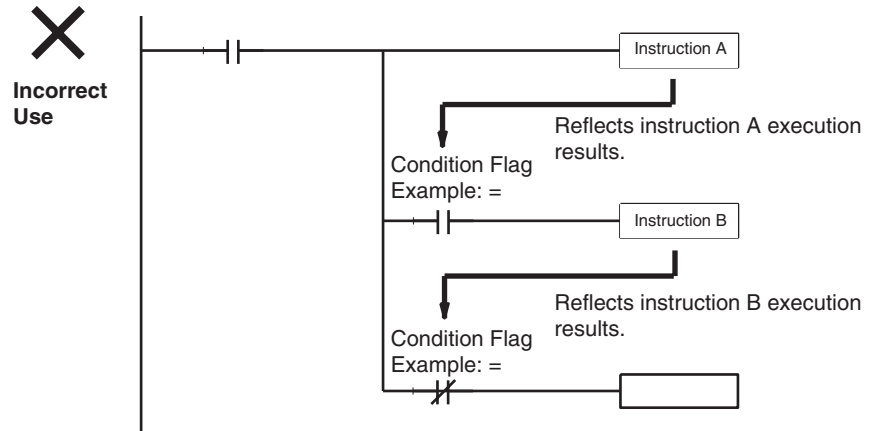 Incorrect
Use
Instruction A
Reflects instruction A execution
results.
Condition Flag
Example: =
Instruction B
Reflects instruction B execution
results.
Condition Flag
Example: =